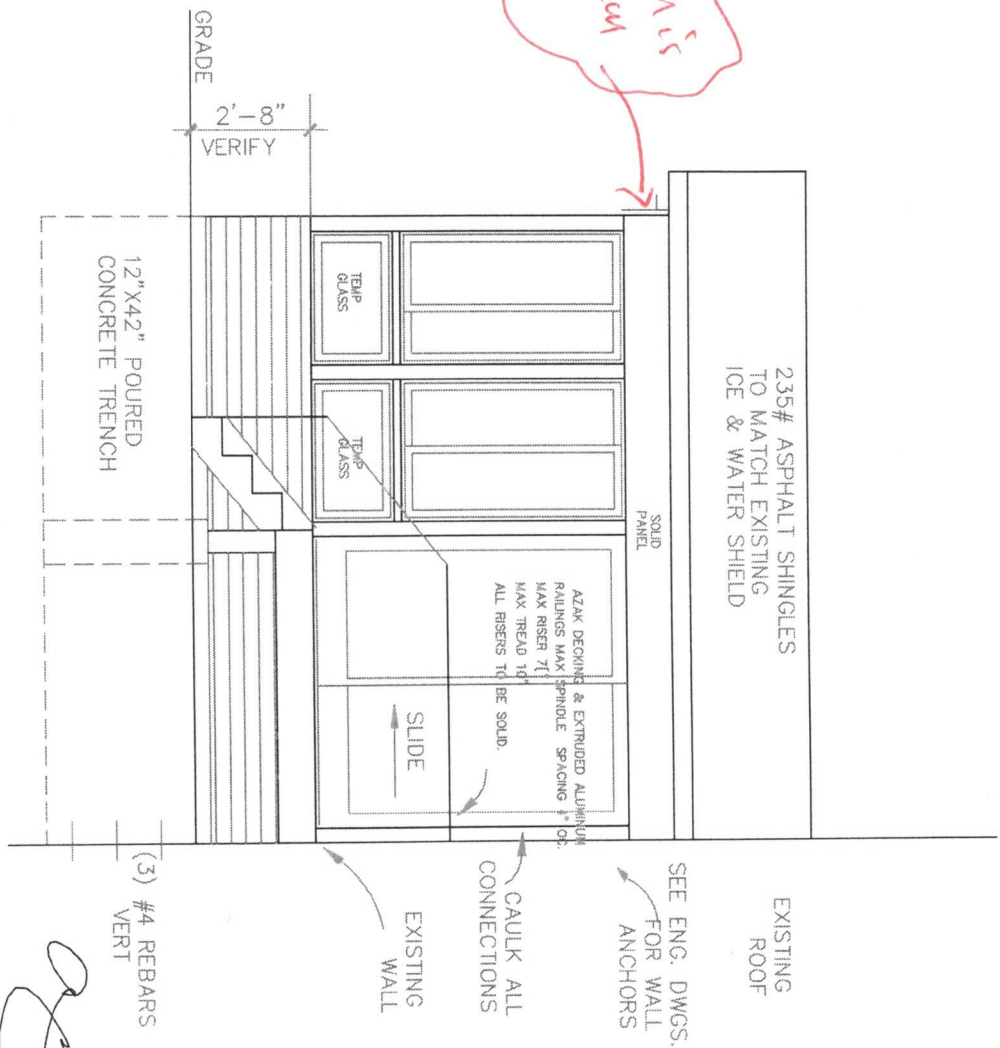 is
235# ASPHALT SHINGLES
TO MATCH EXISTING
ICE & WATER SHIELD
EXISTING
ROOF
SOLID
PANEL
SEE ENG. DWGS.
FOR WALL
ANCHORS
AZAK DECKING & EXTRUDED ALUMINUM
RAILINGS MAX SPINDLE SPACING 4" OC.
MAX RISER
MAX TREAD 10"
ALL RISERS TO BE SOLID.
CAULK ALL
CONNECTIONS
TEMP
GLASS
TEMP
GLASS
SLIDE
EXISTING
WALL
2'-8"
VERIFY
GRADE
12"X42" POURED
CONCRETE TRENCH
(3) #4 REBARS
VERT